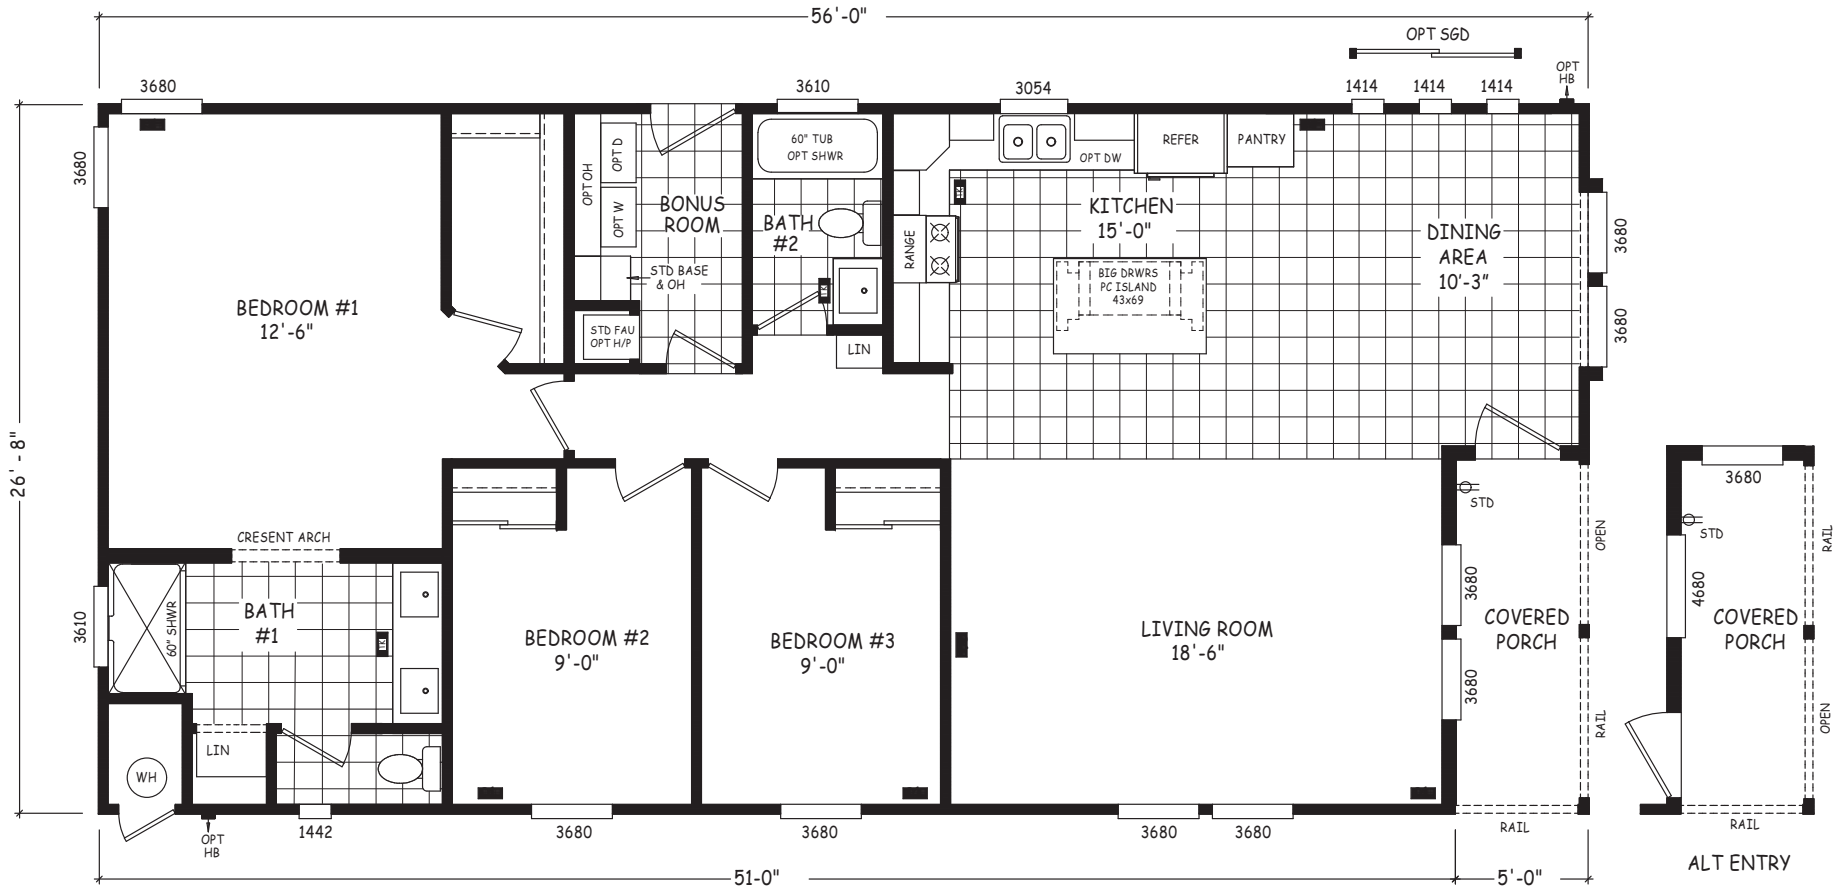 56'-0"
OPT SGD
OPT
HB
3680
3610
3054
1414
1414
1414
3680
60" TUB
OPT SHWR
REFER
PANTRY
OPT DW
OPT OH
OPT D
OPT W
BONUS
ROOM
BATH
#2
KITCHEN
15'-0"
RANGE
DINING
AREA
10'-3"
3680
3680
BEDROOM #1
12'-6"
STD BASE
& OH
BIG DRWRS
PC ISLAND
43x69
STD FAU
OPT H/P
LIN
26' - 8"
CRESENT ARCH
60" SHWR
3610
BATH
#1
BEDROOM #2
9'-0"
BEDROOM #3
9'-0"
LIVING ROOM
18'-6"
STD
3680
3680
COVERED
PORCH
OPEN
RAIL
3680
STD
4680
COVERED
PORCH
RAIL
OPEN
LIN
WH
OPT
HB
1442
3680
3680
3680
3680
RAIL
RAIL
ALT ENTRY
51-0"
5'-0"